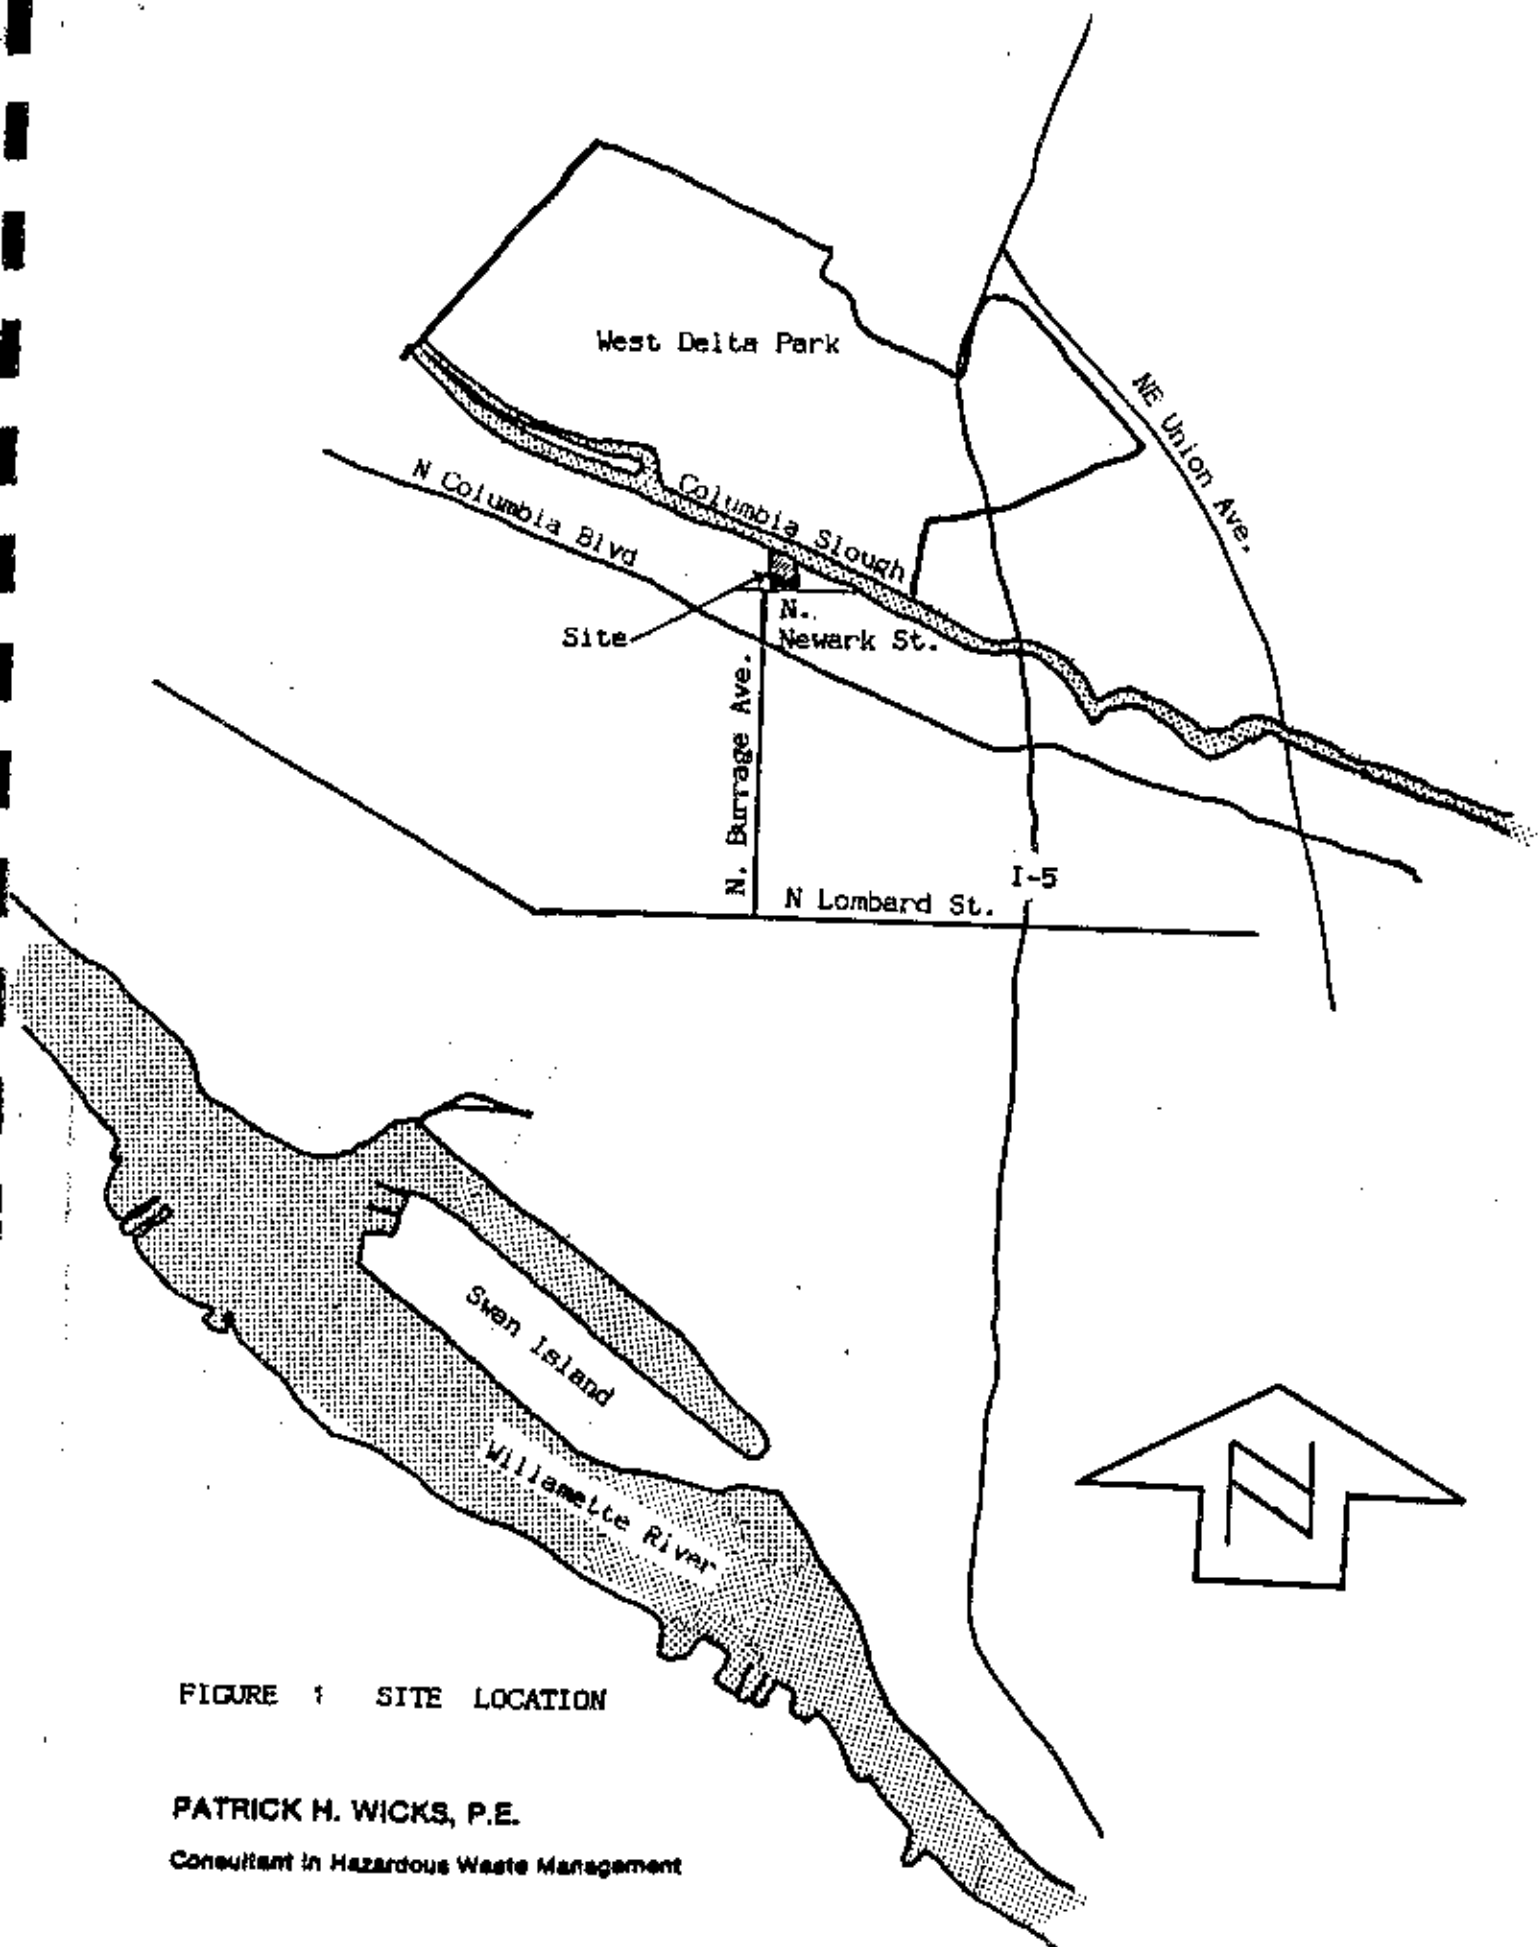 West Delta Park
NE Union Ave.
N Columbia Blvd
Columbia Slough
Site
N.
Newark St.
N. Burrage Ave.
I-5
N Lombard St.
Swan Island
Willamette River
N
FIGURE 1 SITE LOCATION
PATRICK H. WICKS, P.E.
Consultant in Hazardous Waste Management